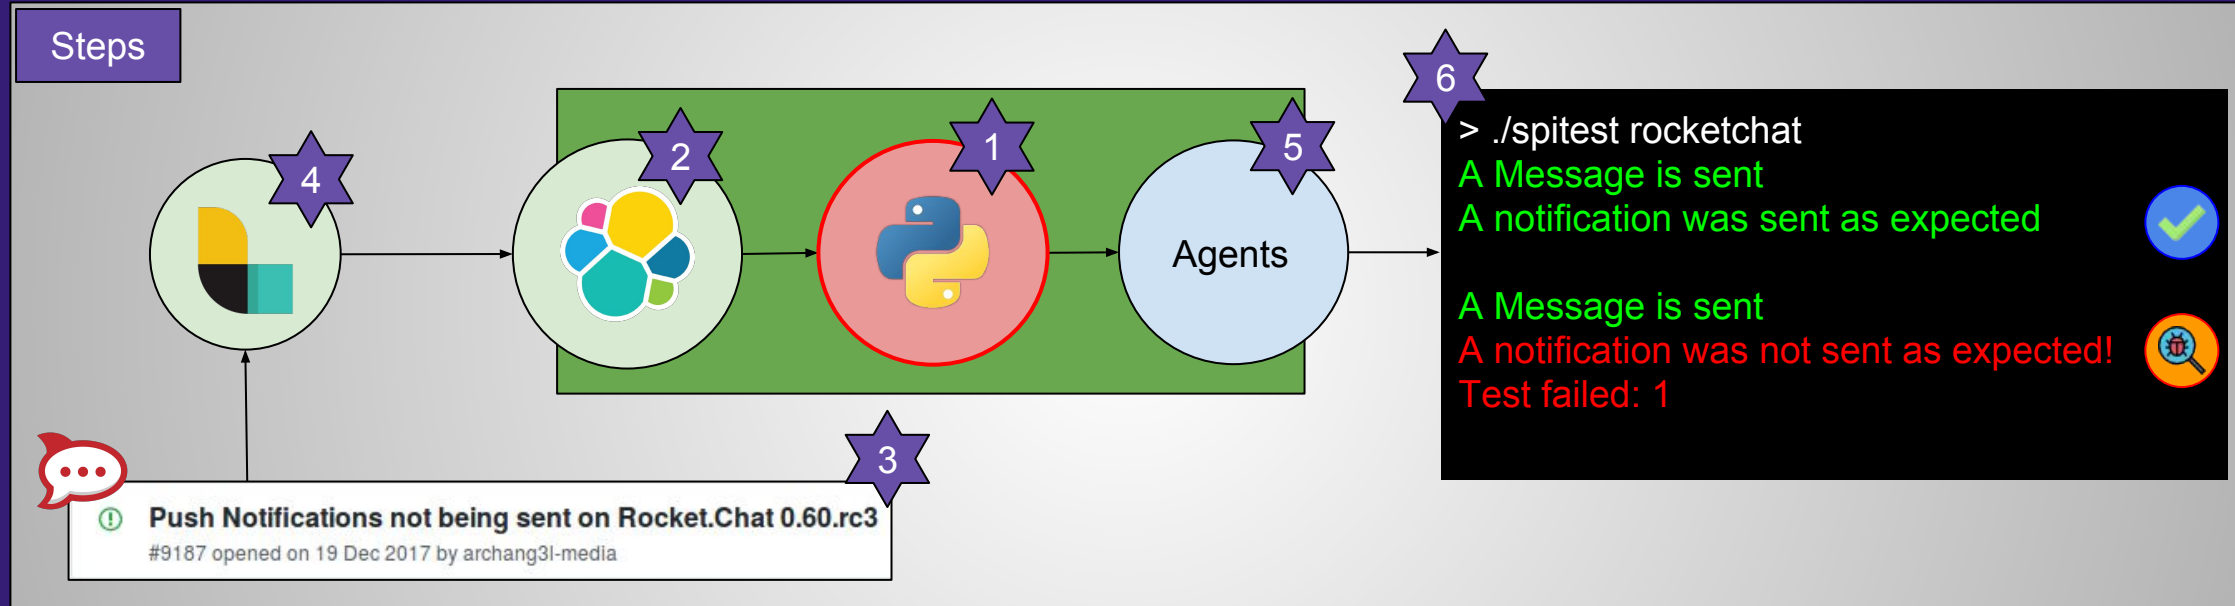 Steps
4
2
1
5
6
Agents
> ./spitest rocketchat
A Message is sent
A notification was sent as expected
A Message is sent
A notification was not sent as expected!
Test failed: 1
3
Push Notifications not being sent on Rocket.Chat 0.60.rc3
#9187 opened on 19 Dec 2017 by archang3l-media